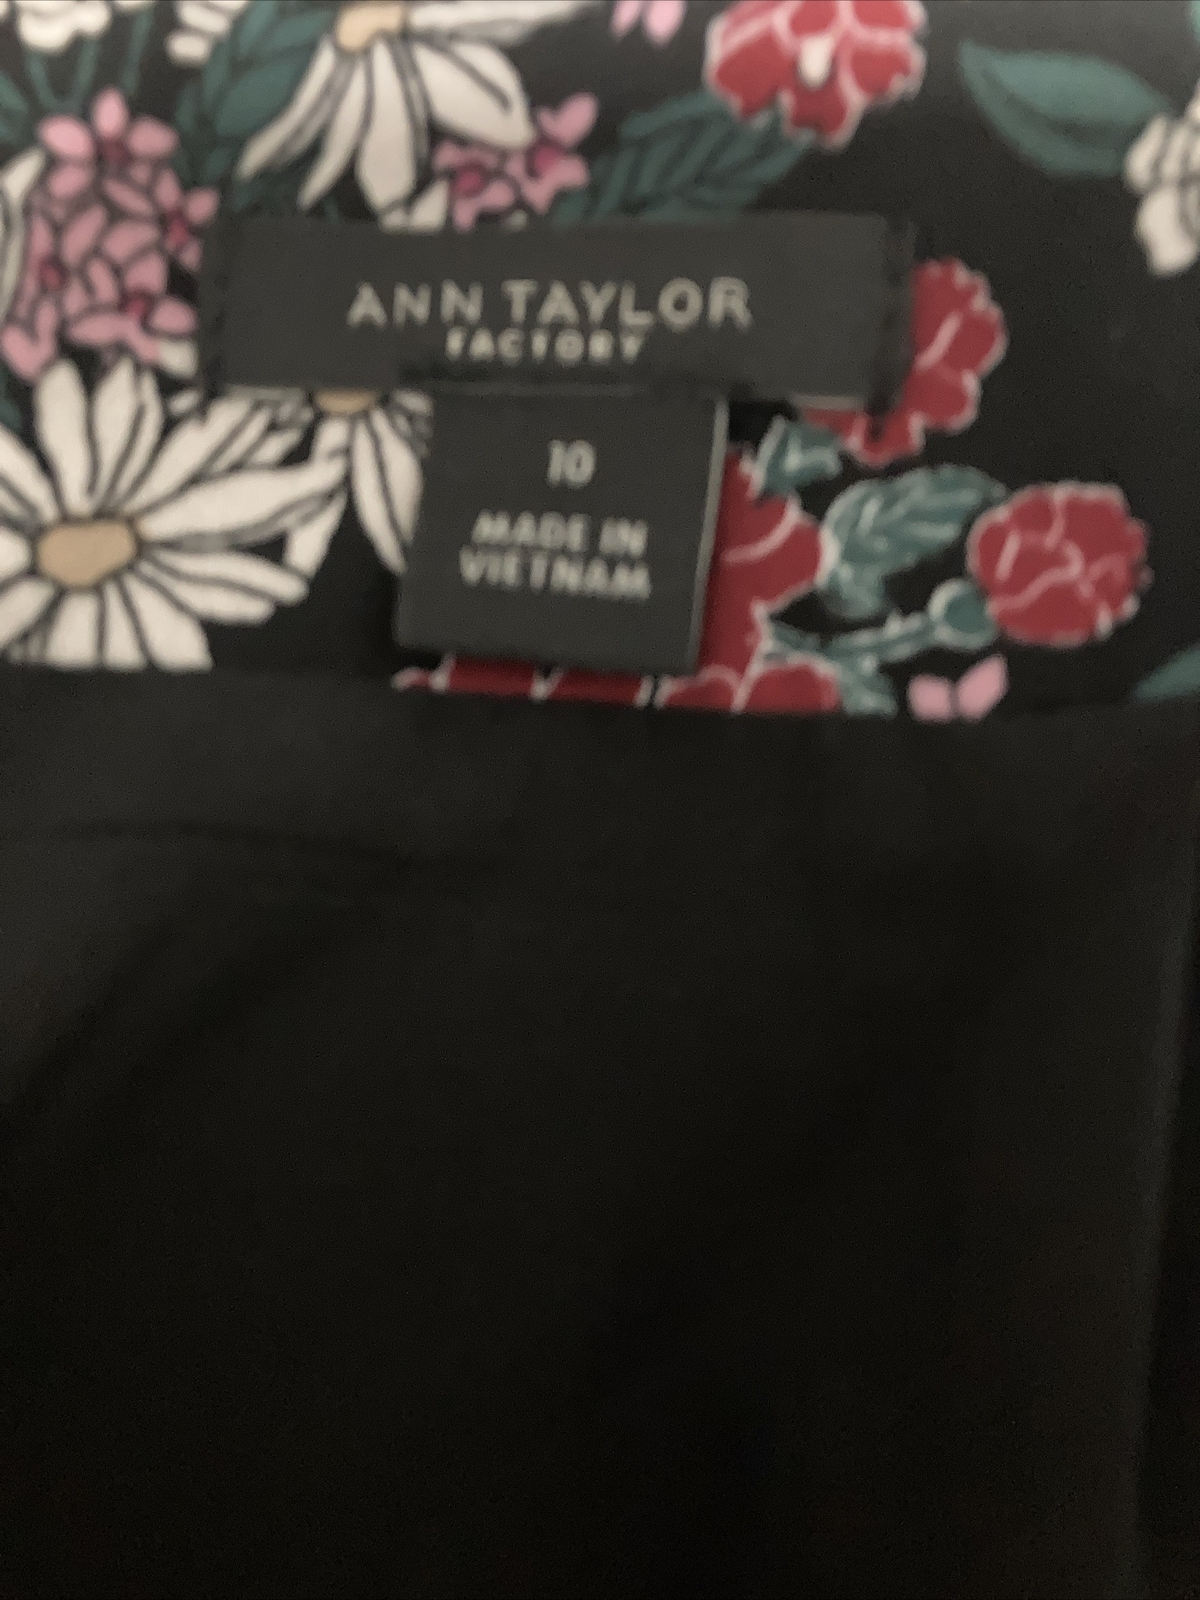 ANN TAYLOR
FACTORY
10
MADE IN
VIETNAM